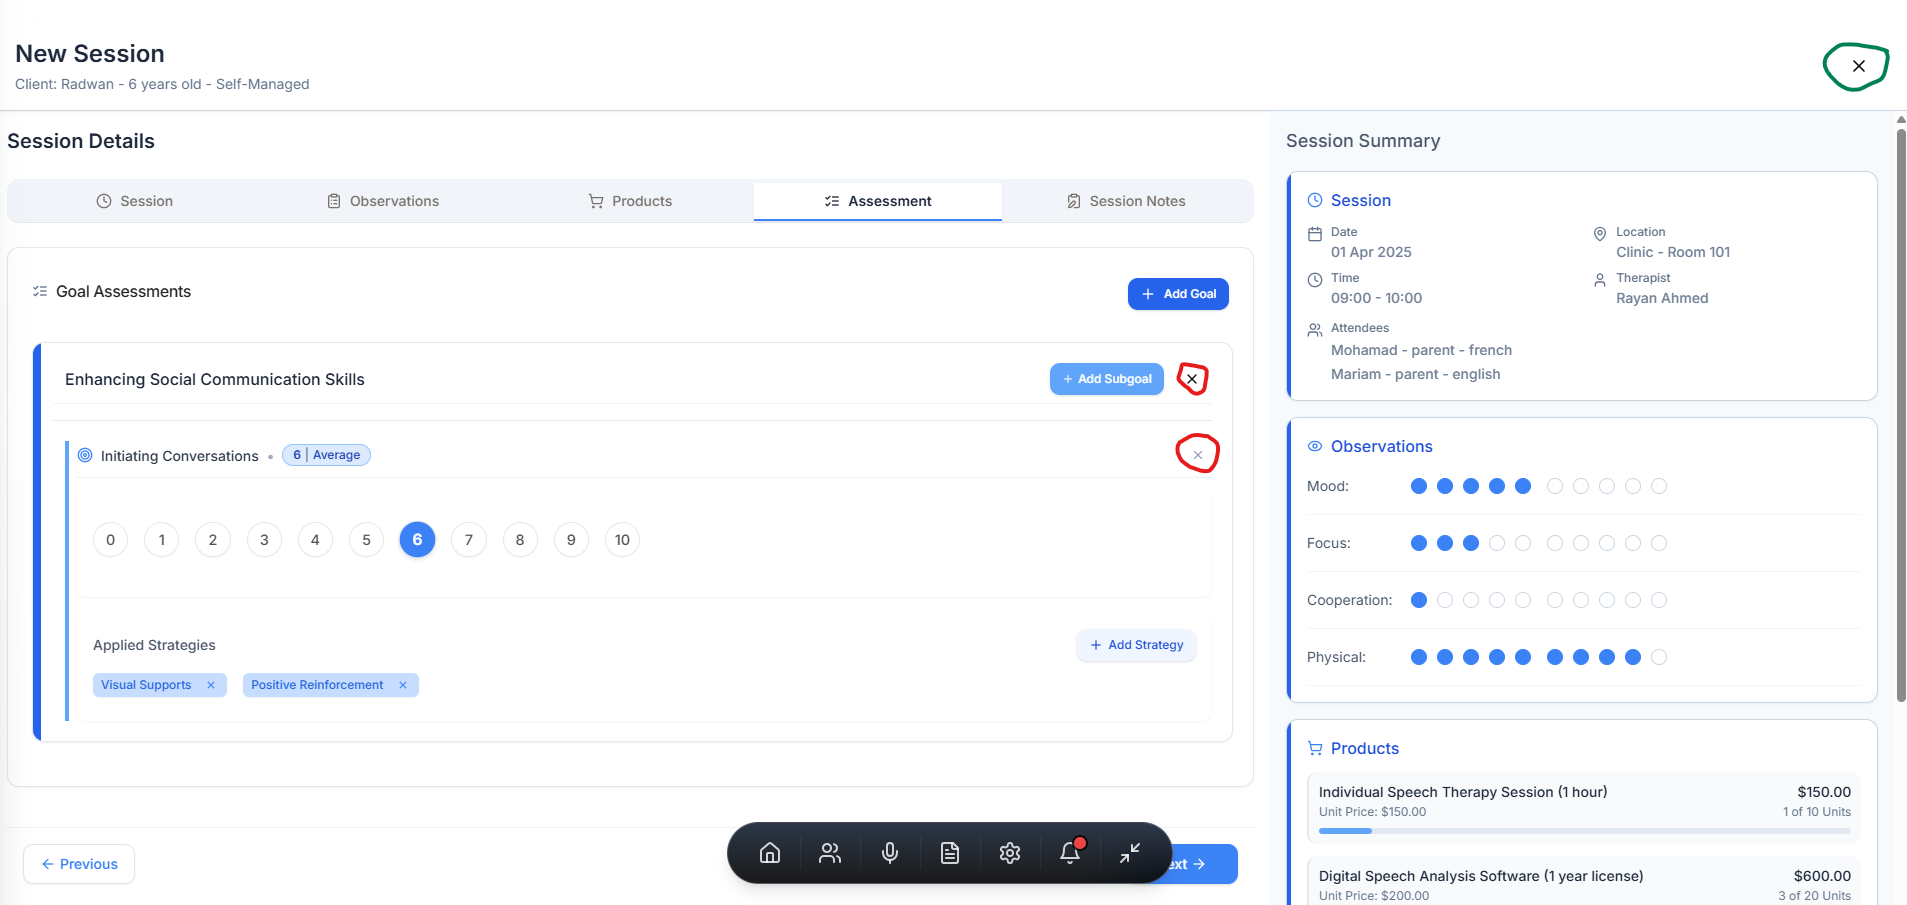 New Session
Client: Radwan - 6 years old - Self-Managed
Session Details
Session
Observations
Products
Assessment
Session Notes
Goal Assessments
+ Add Goal
Enhancing Social Communication Skills
+ Add Subgoal
Initiating Conversations • 6 | Average
0 1 2 3 4 5 6 7 8 9 10
Applied Strategies
+ Add Strategy
Visual Supports ×
Positive Reinforcement ×
← Previous
ext →
Session Summary
Session
Date
01 Apr 2025
Location
Clinic - Room 101
Time
09:00 - 10:00
Therapist
Rayan Ahmed
Attendees
Mohamad - parent - french
Mariam - parent - english
Observations
Mood:
Focus:
Cooperation:
Physical:
Products
Individual Speech Therapy Session (1 hour) $150.00
Unit Price: $150.00 1 of 10 Units
Digital Speech Analysis Software (1 year license) $600.00
Unit Price: $200.00 3 of 20 Units